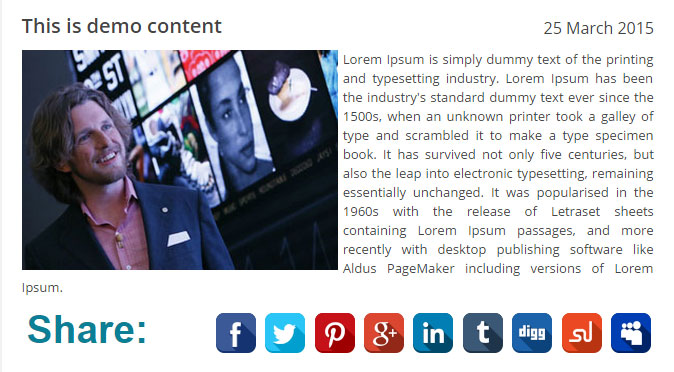 This is demo content
25 March 2015
Lorem Ipsum is simply dummy text of the printing
and typesetting industry. Lorem Ipsum has been
the industry's standard dummy text ever since the
1500s, when an unknown printer took a galley of
type and scrambled it to make a type specimen
book. It has survived not only five centuries, but
also the leap into electronic typesetting, remaining
essentially unchanged. It was popularised in the
1960s with the release of Letraset sheets
containing Lorem Ipsum passages, and more
recently with desktop publishing software like
Aldus PageMaker including versions of Lorem
Ipsum.
Share:
f
g+
in
t
digg